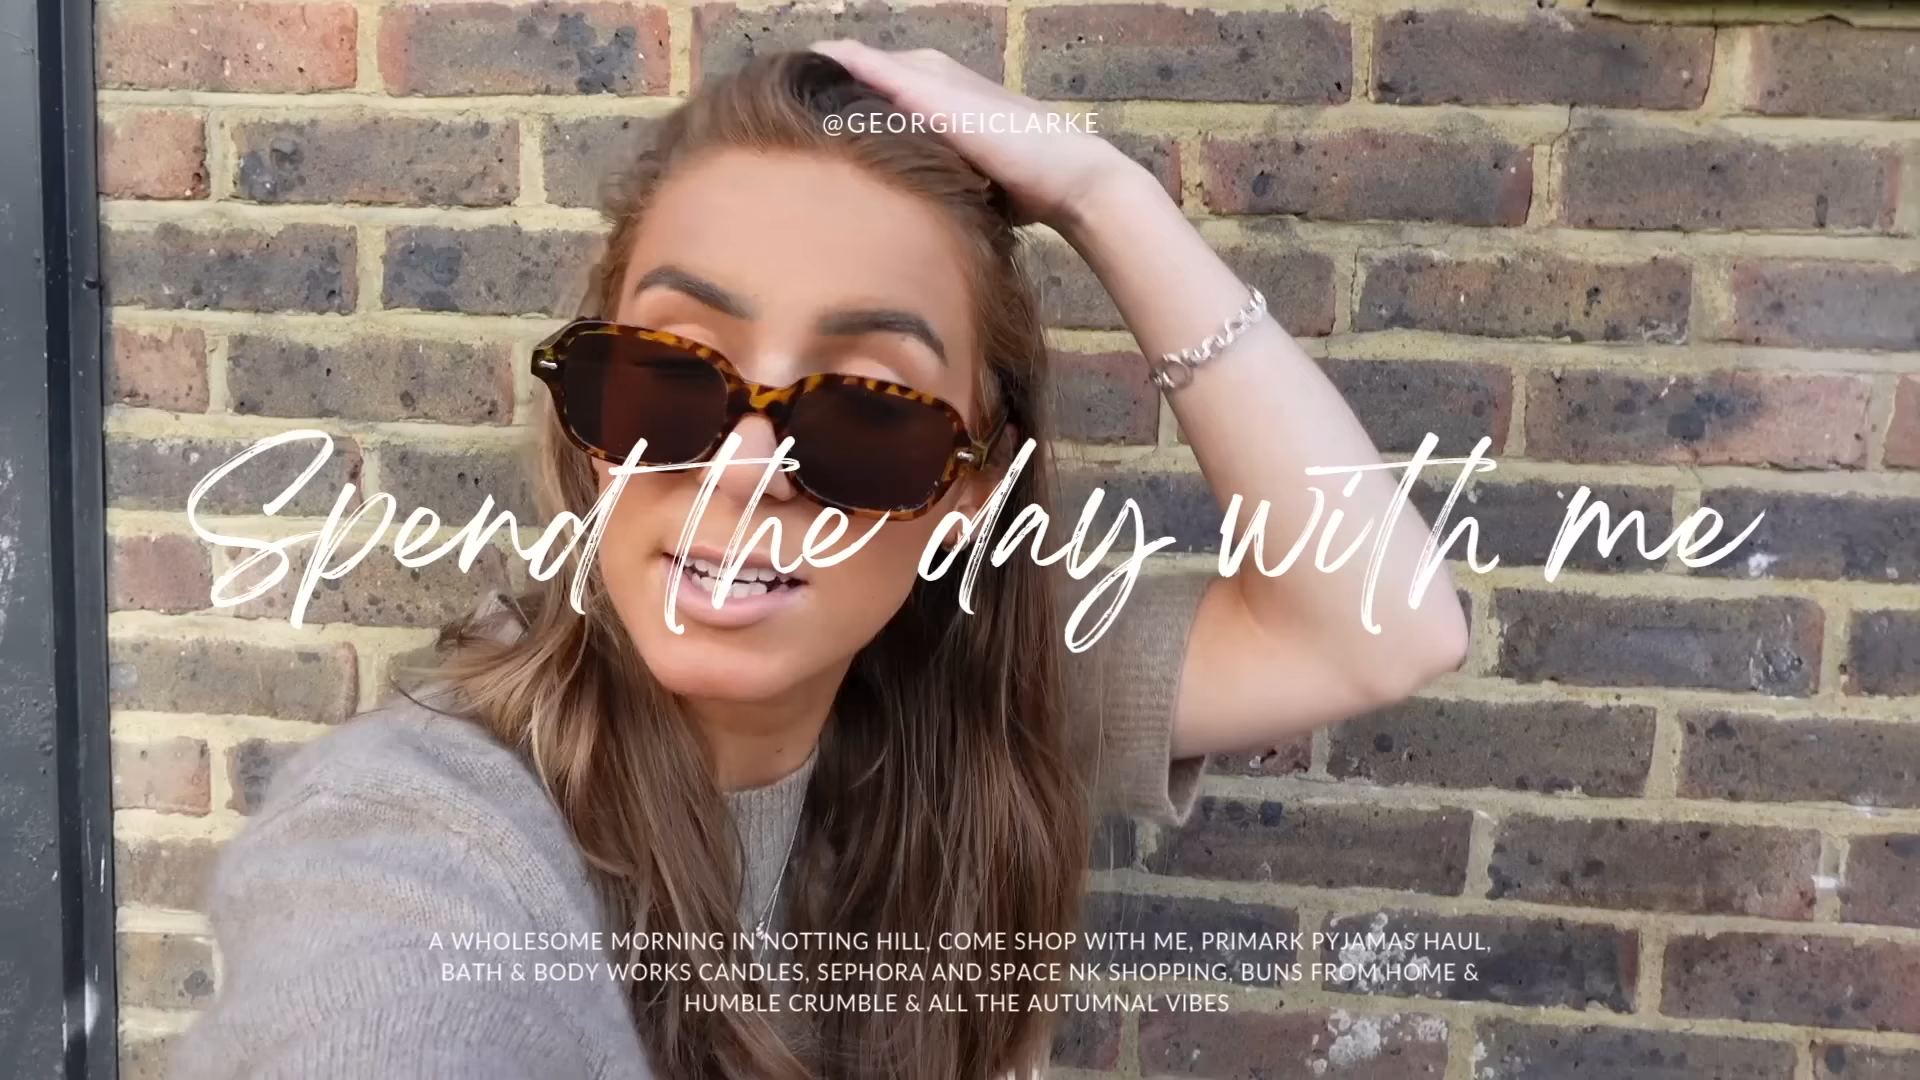 @GEORGIEICLARKE
Spend the day with me
A WHOLESOME MORNING IN NOTTING HILL, COME SHOP WITH ME, PRIMARK PYJAMAS HAUL,
BATH & BODY WORKS CANDLES, SEPHORA AND SPACE NK SHOPPING, BUNS FROM HOME &
HUMBLE CRUMBLE & ALL THE AUTUMNAL VIBES